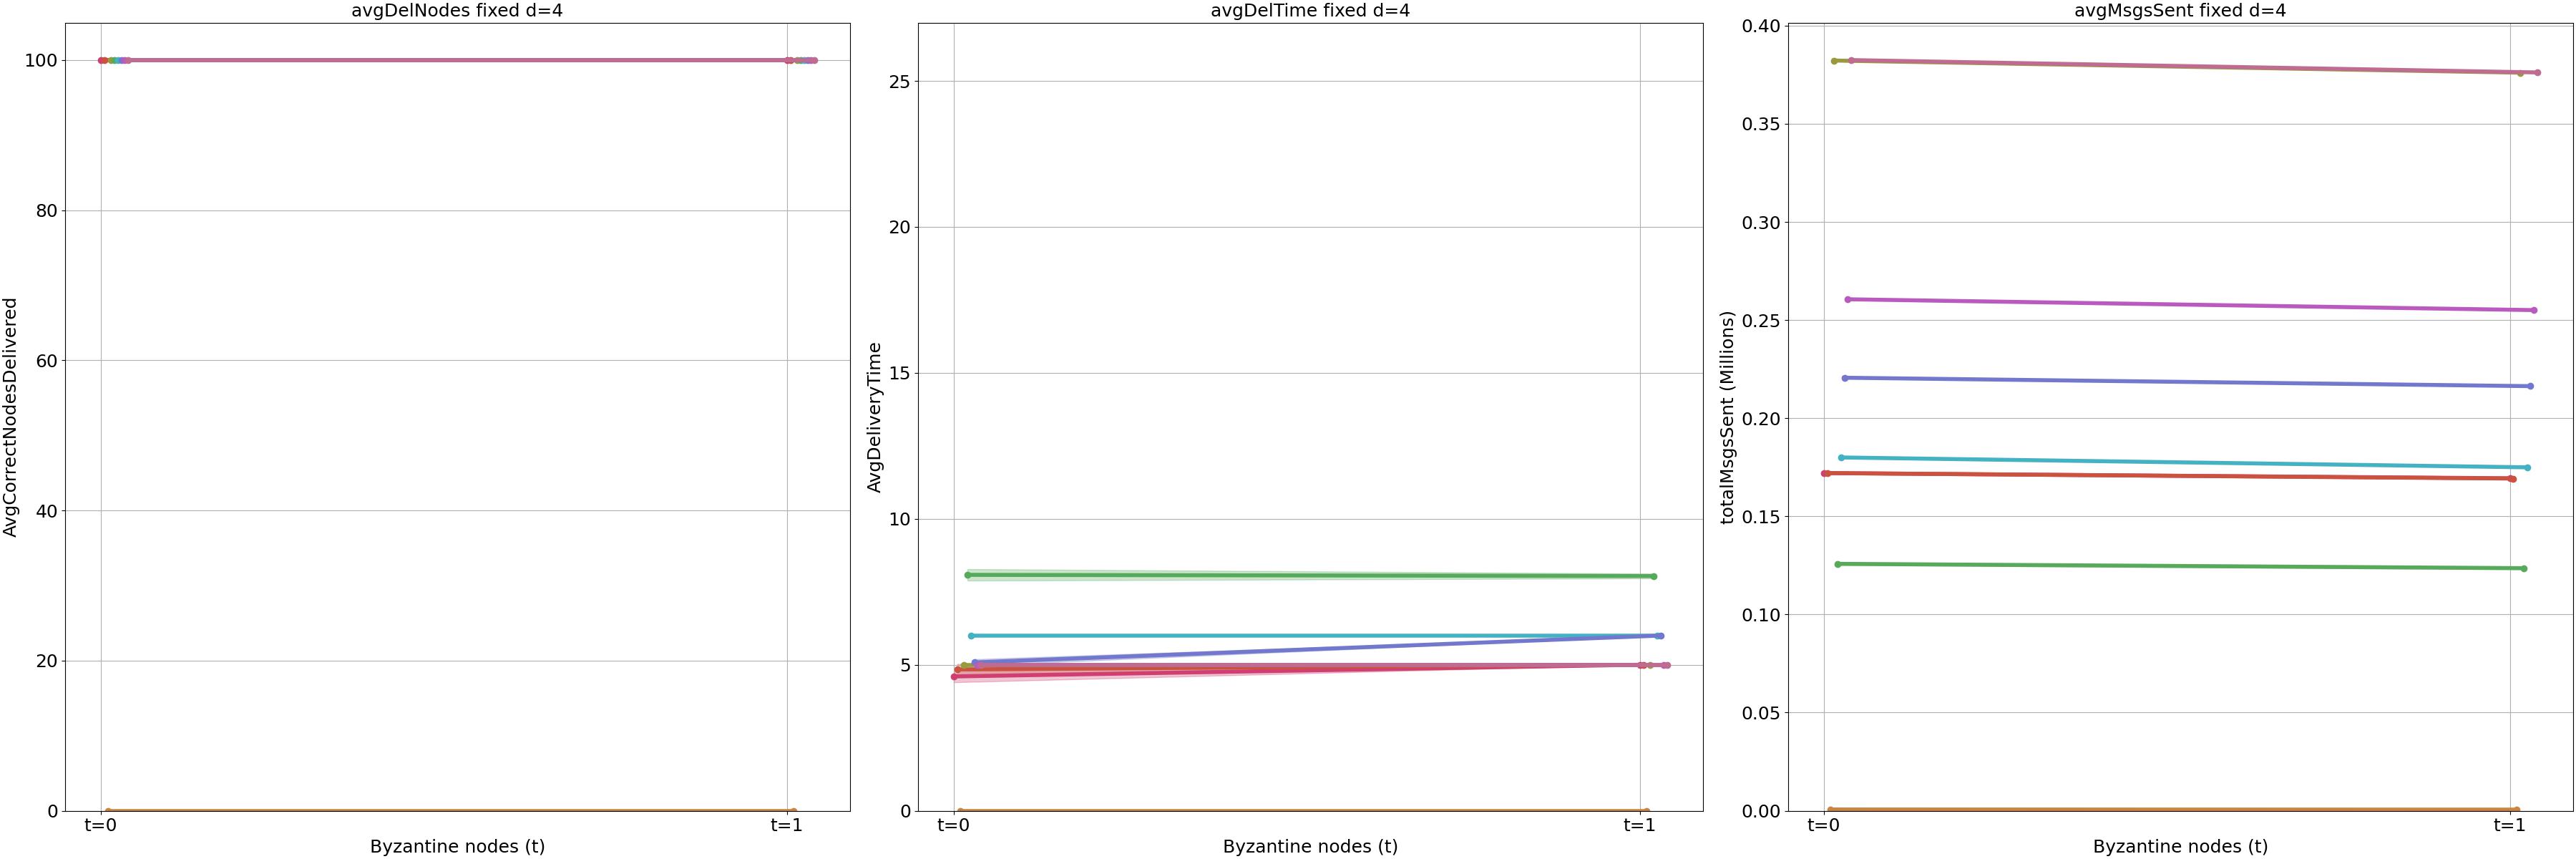 avgDelNodes fixed d=4
AvgCorrectNodesDelivered
100
80
60
40
20
0
t=0
t=1
Byzantine nodes (t)
avgDelTime fixed d=4
AvgDeliveryTime
25
20
15
10
5
0
t=0
t=1
Byzantine nodes (t)
avgMsgsSent fixed d=4
totalMsgsSent (Millions)
0.40
0.35
0.30
0.25
0.20
0.15
0.10
0.05
0.00
t=0
t=1
Byzantine nodes (t)